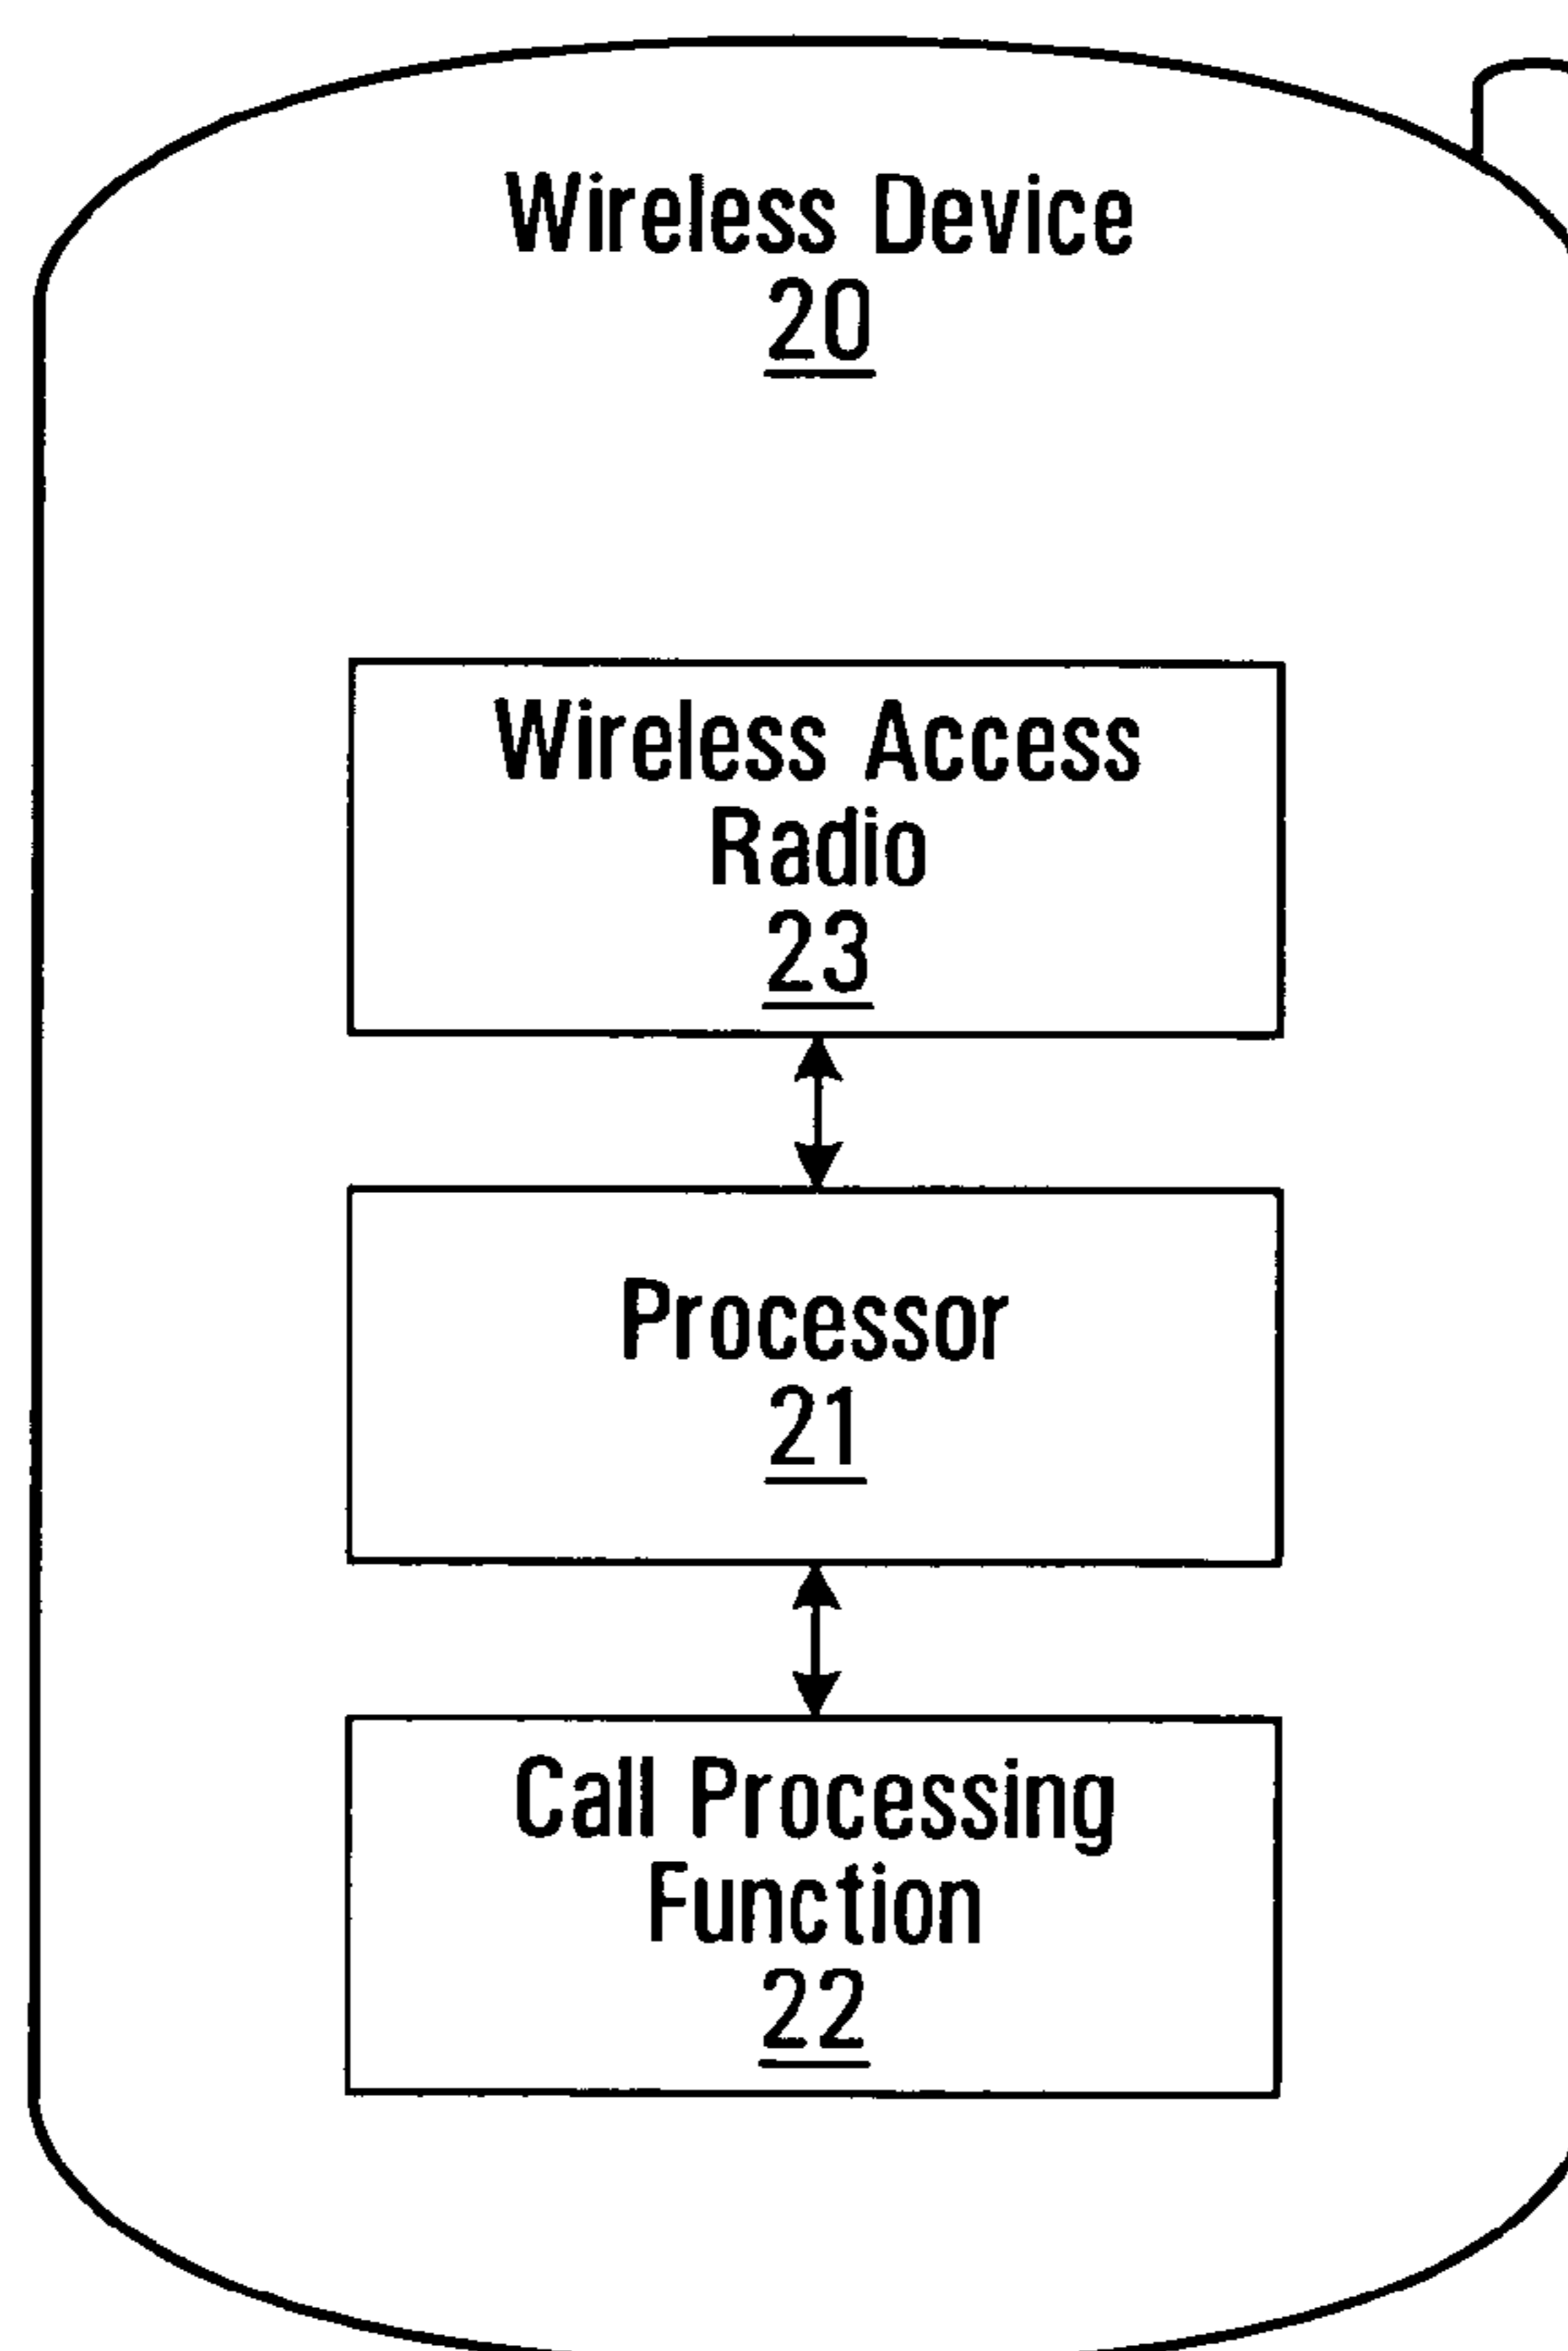 Wireless Device
20
Wireless Access
Radio
23
Processor
21
Call Processing
Function
22